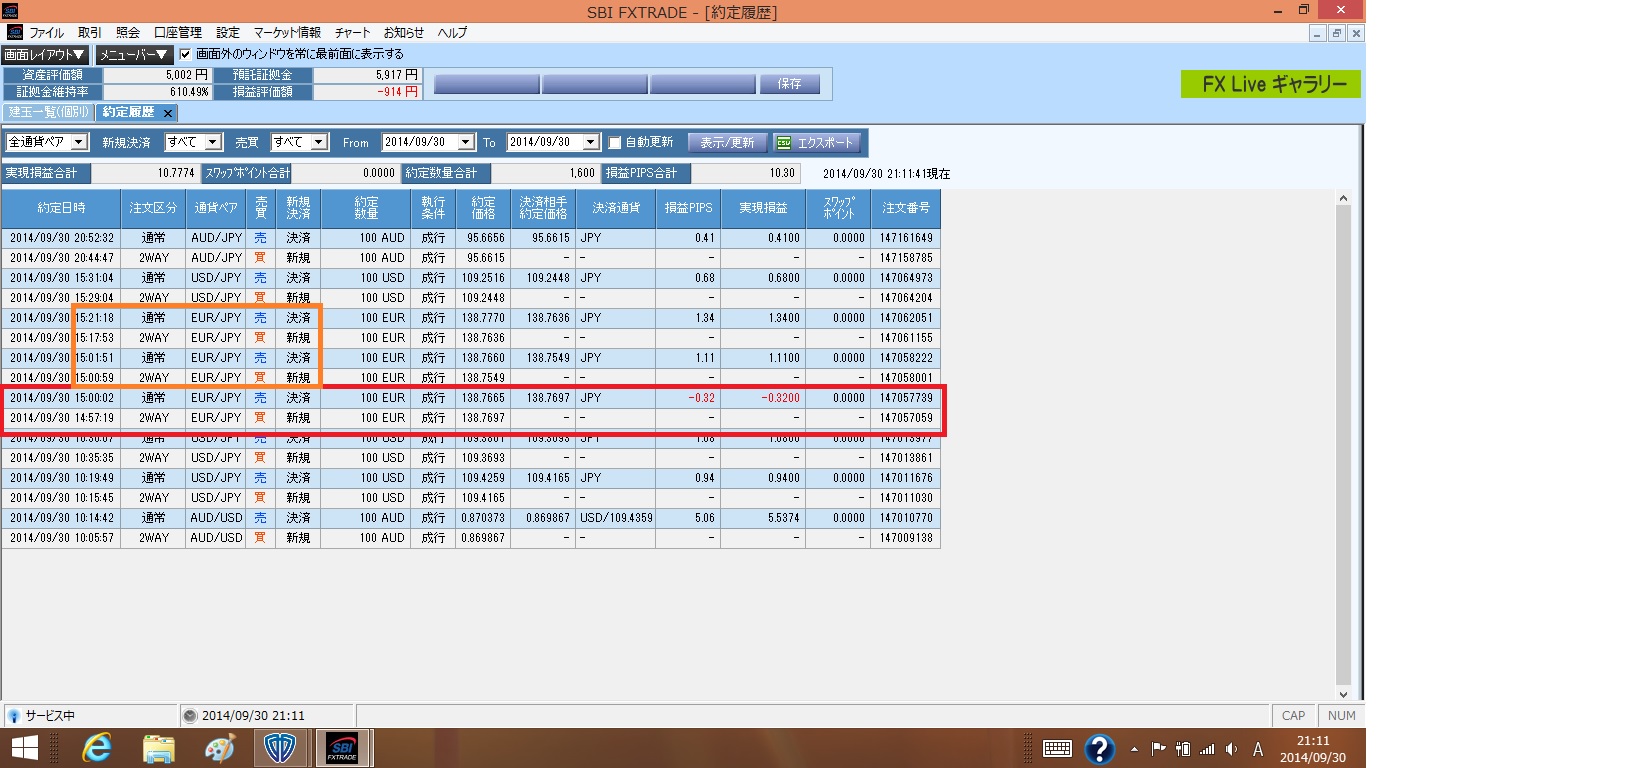 SBI FXTRADE - [約定履歴]
ファイル 取引 照会 口座管理 設定 マーケット情報 チャート お知らせ ヘルプ
画面レイアウト▼ メニューバー▼ 画面外のウィンドウを常に最前面に表示する
資産評価額 5,002 円 預託証拠金 5,917 円
証拠金維持率 610.49% 損益評価額 -914 円
保存
FX Live ギャラリー
建玉一覧(個別) 約定履歴 ×
全通貨ペア 新規決済 すべて 売買 すべて From 2014/09/30 To 2014/09/30 自動更新 表示/更新 CSV エクスポート
実現損益合計 10.7774 スワップポイント合計 0.0000 約定数量合計 1,600 損益PIPS合計 10.30 2014/09/30 21:11:41現在
約定日時 注文区分 通貨ペア 売買 新規決済 約定数量 執行条件 約定価格 決済相手約定価格 決済通貨 損益PIPS 実現損益 スワップポイント 注文番号
2014/09/30 20:52:32 通常 AUD/JPY 売 決済 100 AUD 成行 95.6656 95.6615 JPY 0.41 0.4100 0.0000 147161649
2014/09/30 20:44:47 2WAY AUD/JPY 買 新規 100 AUD 成行 95.6615 - - - - - 147158785
2014/09/30 15:31:04 通常 USD/JPY 売 決済 100 USD 成行 109.2516 109.2448 JPY 0.68 0.6800 0.0000 147064973
2014/09/30 15:29:04 2WAY USD/JPY 買 新規 100 USD 成行 109.2448 - - - - - 147064204
2014/09/30 15:21:18 通常 EUR/JPY 売 決済 100 EUR 成行 138.7770 138.7636 JPY 1.34 1.3400 0.0000 147062051
2014/09/30 15:17:53 2WAY EUR/JPY 買 新規 100 EUR 成行 138.7636 - - - - - 147061155
2014/09/30 15:01:51 通常 EUR/JPY 売 決済 100 EUR 成行 138.7660 138.7549 JPY 1.11 1.1100 0.0000 147058222
2014/09/30 15:00:59 2WAY EUR/JPY 買 新規 100 EUR 成行 138.7549 - - - - - 147058001
2014/09/30 15:00:02 通常 EUR/JPY 売 決済 100 EUR 成行 138.7665 138.7697 JPY -0.32 -0.3200 0.0000 147057739
2014/09/30 14:57:19 2WAY EUR/JPY 買 新規 100 EUR 成行 138.7697 - - - - - 147057059
2014/09/30 通常 USD/JPY 売 決済 100 USD 成行 109.3801 109.3693 JPY 1.08 1.0800 0.0000 147013977
2014/09/30 10:35:35 2WAY USD/JPY 買 新規 100 USD 成行 109.3693 - - - - - 147013861
2014/09/30 10:19:49 通常 USD/JPY 売 決済 100 USD 成行 109.4259 109.4165 JPY 0.94 0.9400 0.0000 147011676
2014/09/30 10:15:45 2WAY USD/JPY 買 新規 100 USD 成行 109.4165 - - - - - 147011030
2014/09/30 10:14:42 通常 AUD/USD 売 決済 100 AUD 成行 0.870373 0.869867 USD/109.4359 5.06 5.5374 0.0000 147010770
2014/09/30 10:05:57 2WAY AUD/USD 買 新規 100 AUD 成行 0.869867 - - - - - 147009138
サービス中 2014/09/30 21:11 CAP NUM
SBI FXTRADE A 21:11
2014/09/30